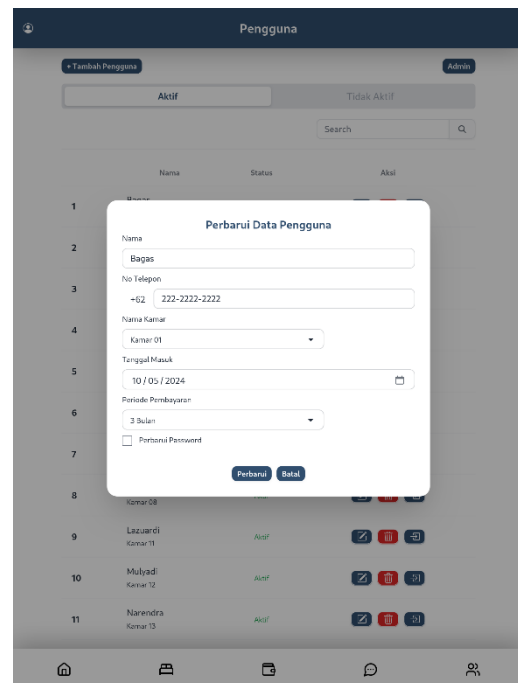 Pengguna
+ Tambah Pengguna
Admin
Aktif
Tidak Aktif
Search
Nama
Status
Aksi
1
Bagas
2
3
4
5
6
7
8
Kamar 08
9
Lazuardi
Kamar 11
Aktif
10
Mulyadi
Kamar 12
Aktif
11
Narendra
Kamar 13
Aktif
Perbarui Data Pengguna
Nama
Bagas
No Telepon
+62 222-2222-2222
Nama Kamar
Kamar 01
Tanggal Masuk
10 / 05 / 2024
Periode Pembayaran
3 Bulan
Perbarui Password
Perbarui
Batal